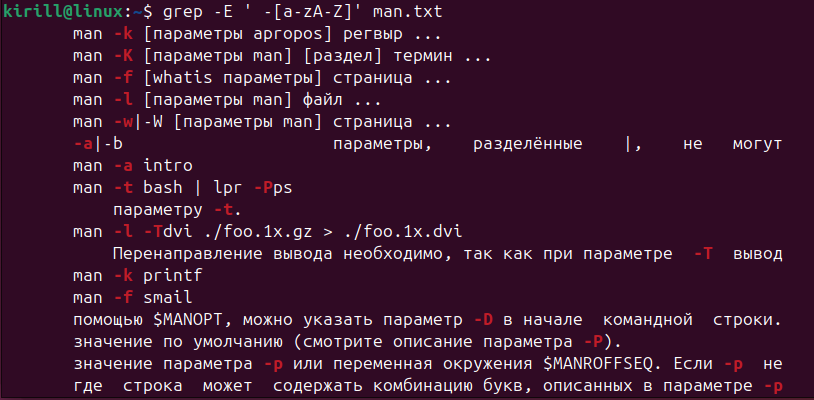 kirill@linux:~$ grep -E ' -[a-zA-Z]' man.txt
man -k [параметры apropos] регвыр ...
man -K [параметры man] [раздел] термин ...
man -f [whatis параметры] страница ...
man -l [параметры man] файл ...
man -w|-W [параметры man] страница ...
-a|-b параметры, разделённые |, не могут
man -a intro
man -t bash | lpr -Pps
параметру -t.
man -l -Tdvi ./foo.1x.gz > ./foo.1x.dvi
Перенаправление вывода необходимо, так как при параметре -T вывод
man -k printf
man -f smail
помощью $MANOPT, можно указать параметр -D в начале командной строки.
значение по умолчанию (смотрите описание параметра -P).
значение параметра -p или переменная окружения $MANROFFSEQ. Если -p не
где строка может содержать комбинацию букв, описанных в параметре -p